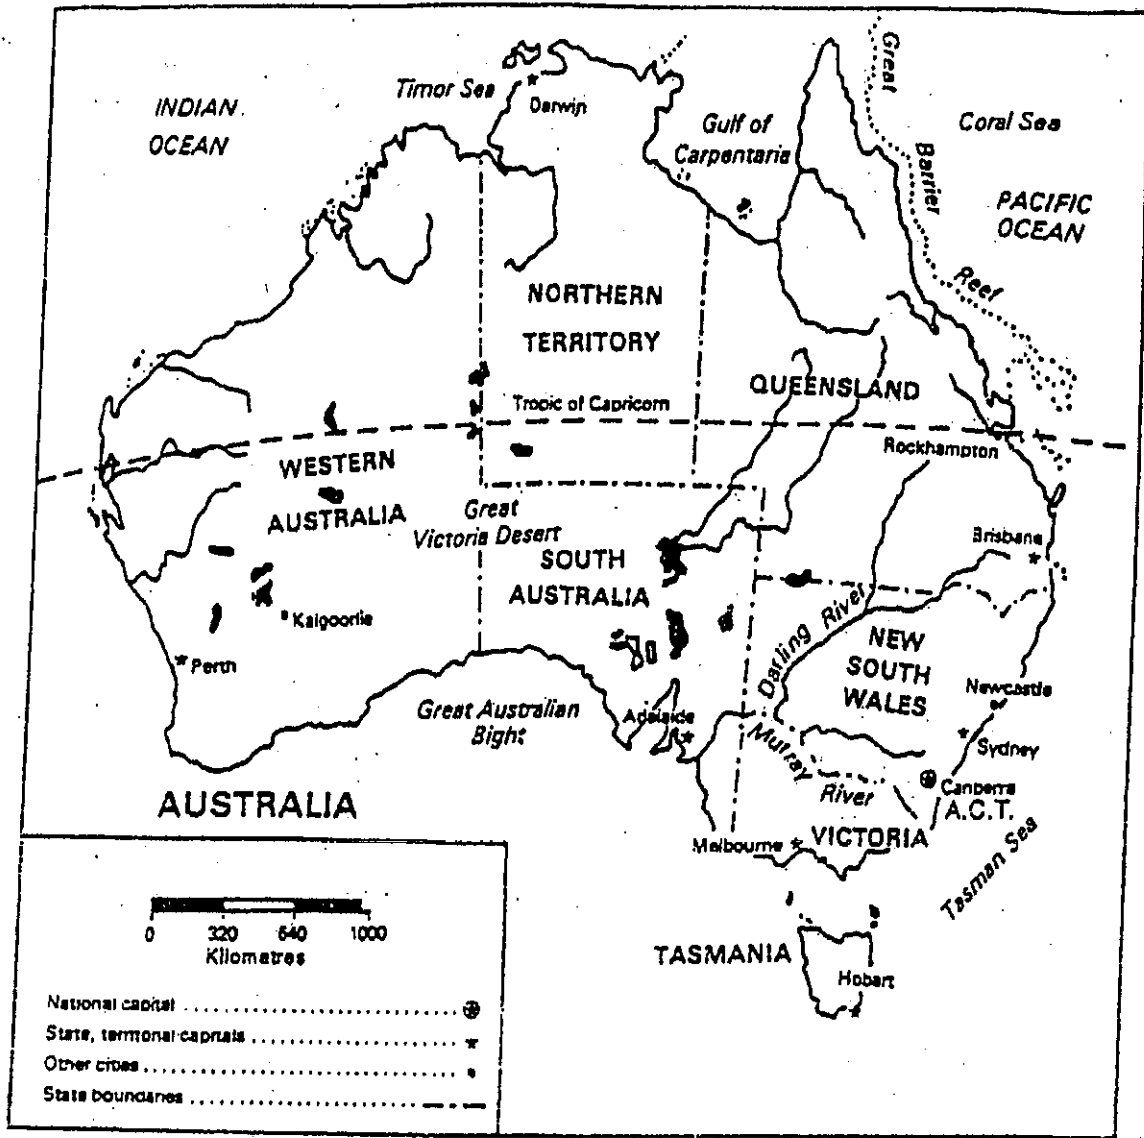 INDIAN
OCEAN
Timor Sea
Darwin
Gulf of
Carpentaria
Great
Barrier
Reef
Coral Sea
PACIFIC
OCEAN
NORTHERN
TERRITORY
QUEENSLAND
Tropic of Capricorn
Rockhampton
WESTERN
AUSTRALIA
Great
Victoria Desert
SOUTH
AUSTRALIA
Brisbane
Kalgoorlie
Perth
Darling River
NEW
SOUTH
WALES
Newcastle
Great Australian
Bight
Adelaide
Murray
River
Sydney
Canberra
A.C.T.
AUSTRALIA
Melbourne
VICTORIA
Tasman Sea
TASMANIA
Hobart
0 320 640 1000
Kilometres
National capital
State, terrional capitals
Other cities
State boundaries